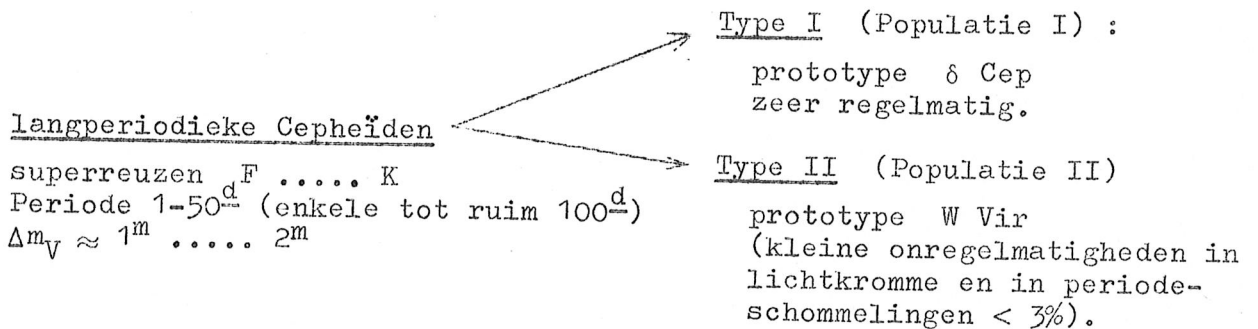 langperiodieke Cepheïden
superreuzen F ..... K
Periode 1-50d (enkele tot ruim 100d)
ΔmV ≈ 1m ..... 2m
Type I (Populatie I) :
prototype δ Cep
zeer regelmatig.
Type II (Populatie II)
prototype W Vir
(kleine onregelmatigheden in
lichtkromme en in periode-
schommelingen < 3%).